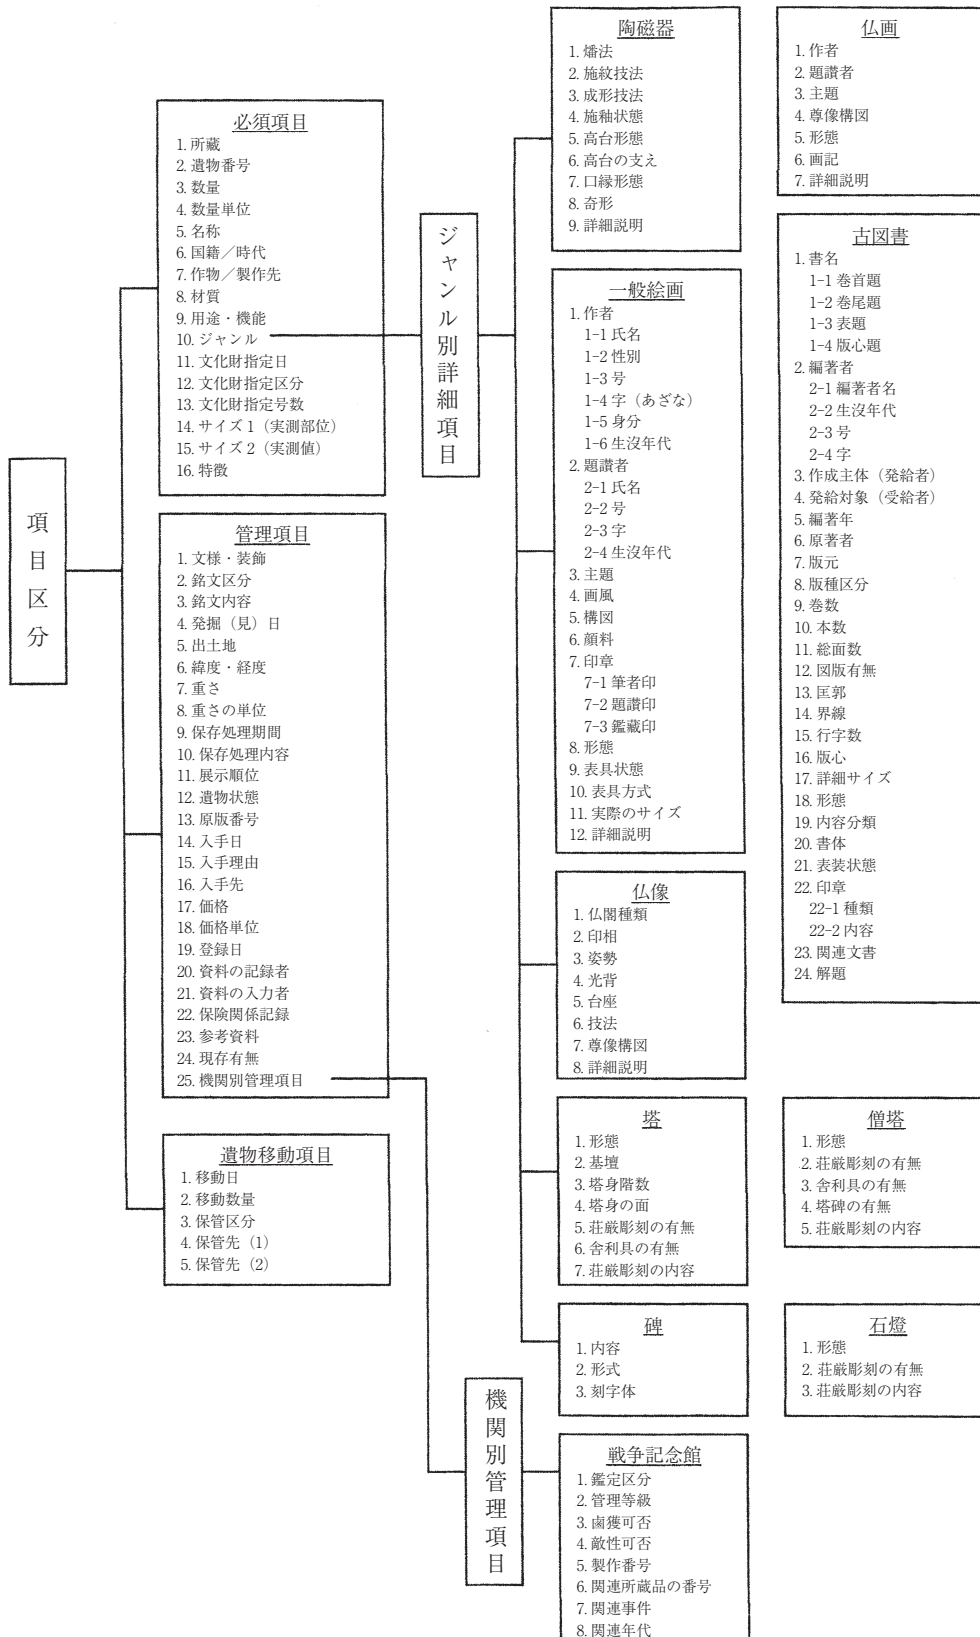 項目区分
必須項目
1. 所蔵
2. 遺物番号
3. 数量
4. 数量単位
5. 名称
6. 国籍／時代
7. 作物／製作先
8. 材質
9. 用途・機能
10. ジャンル
11. 文化財指定日
12. 文化財指定区分
13. 文化財指定号数
14. サイズ1（実測部位）
15. サイズ2（実測値）
16. 特徴
管理項目
1. 文様・装飾
2. 銘文区分
3. 銘文内容
4. 発掘（見）日
5. 出土地
6. 緯度・経度
7. 重さ
8. 重さの単位
9. 保存処理期間
10. 保存処理内容
11. 展示順位
12. 遺物状態
13. 原版番号
14. 入手日
15. 入手理由
16. 入手先
17. 価格
18. 価格単位
19. 登録日
20. 資料の記録者
21. 資料の入力者
22. 保険関係記録
23. 参考資料
24. 現存有無
25. 機関別管理項目
遺物移動項目
1. 移動日
2. 移動数量
3. 保管区分
4. 保管先（1）
5. 保管先（2）
ジャンル別詳細項目
陶磁器
1. 燔法
2. 施紋技法
3. 成形技法
4. 施釉状態
5. 高台形態
6. 高台の支え
7. 口縁形態
8. 奇形
9. 詳細説明
一般絵画
1. 作者
1-1 氏名
1-2 性別
1-3 号
1-4 字（あざな）
1-5 身分
1-6 生没年代
2. 題讃者
2-1 氏名
2-2 号
2-3 字
2-4 生没年代
3. 主題
4. 画風
5. 構図
6. 顔料
7. 印章
7-1 筆者印
7-2 題讃印
7-3 鑑蔵印
8. 形態
9. 表具状態
10. 表具方式
11. 実際のサイズ
12. 詳細説明
仏像
1. 仏閣種類
2. 印相
3. 姿勢
4. 光背
5. 台座
6. 技法
7. 尊像構図
8. 詳細説明
塔
1. 形態
2. 基壇
3. 塔身階数
4. 塔身の面
5. 荘厳彫刻の有無
6. 舎利具の有無
7. 荘厳彫刻の内容
碑
1. 内容
2. 形式
3. 刻字体
仏画
1. 作者
2. 題讃者
3. 主題
4. 尊像構図
5. 形態
6. 画記
7. 詳細説明
古図書
1. 書名
1-1 巻首題
1-2 巻尾題
1-3 表題
1-4 版心題
2. 編著者
2-1 編著者名
2-2 生没年代
2-3 号
2-4 字
3. 作成主体（発給者）
4. 発給対象（受給者）
5. 編著年
6. 原著者
7. 版元
8. 版種区分
9. 巻数
10. 本数
11. 総面数
12. 図版有無
13. 匡郭
14. 界線
15. 行字数
16. 版心
17. 詳細サイズ
18. 形態
19. 内容分類
20. 書体
21. 表装状態
22. 印章
22-1 種類
22-2 内容
23. 関連文書
24. 解題
僧塔
1. 形態
2. 荘厳彫刻の有無
3. 舎利具の有無
4. 塔碑の有無
5. 荘厳彫刻の内容
石燈
1. 形態
2. 荘厳彫刻の有無
3. 荘厳彫刻の内容
機関別管理項目
戦争記念館
1. 鑑定区分
2. 管理等級
3. 鹵獲可否
4. 敵性可否
5. 製作番号
6. 関連所蔵品の番号
7. 関連事件
8. 関連年代